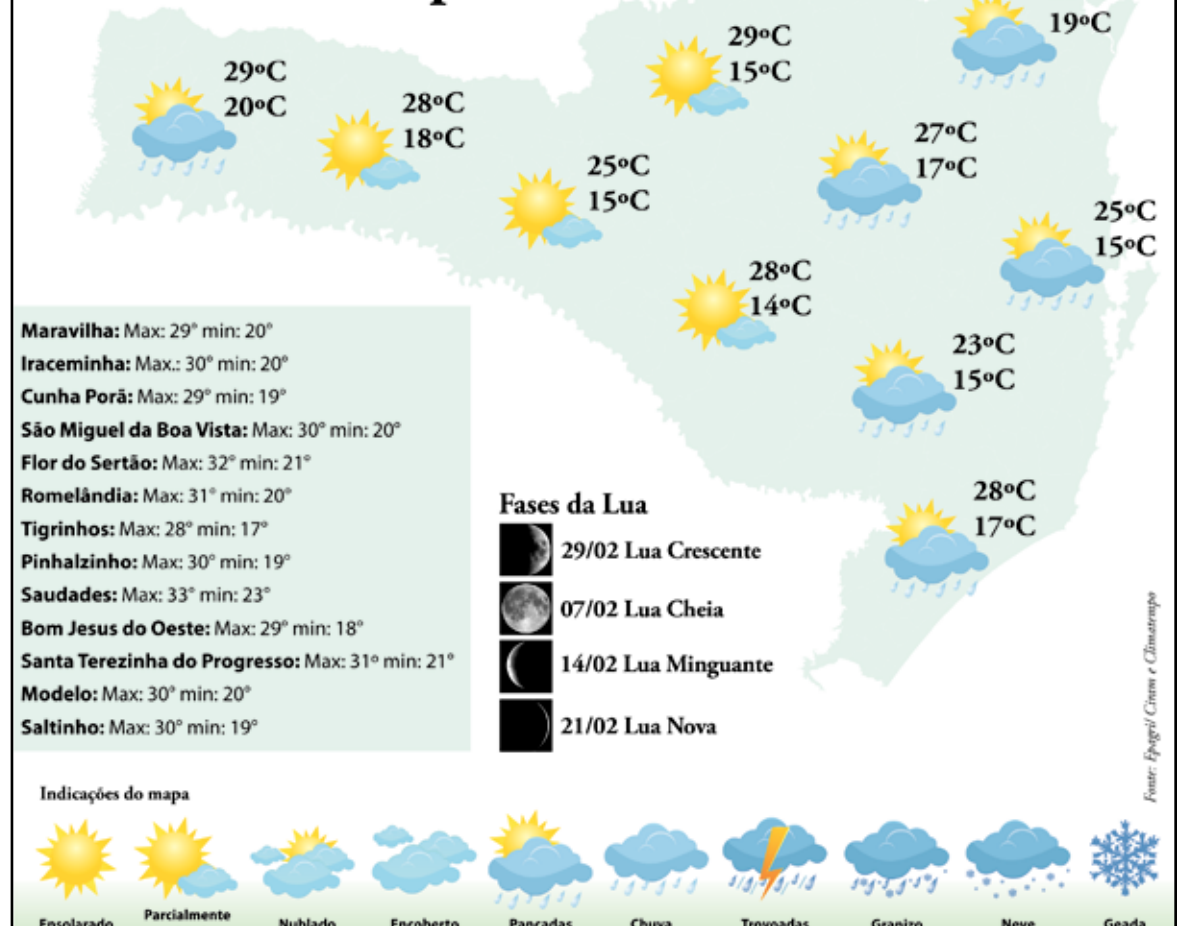 19ºC
29ºC
15ºC
29ºC
20ºC
28ºC
18ºC
27ºC
17ºC
25ºC
15ºC
25ºC
15ºC
28ºC
14ºC
23ºC
15ºC
28ºC
17ºC
Maravilha: Max: 29° min: 20°
Iraceminha: Max.: 30° min: 20°
Cunha Porã: Max: 29° min: 19°
São Miguel da Boa Vista: Max: 30° min: 20°
Flor do Sertão: Max: 32° min: 21°
Romelândia: Max: 31° min: 20°
Tigrinhos: Max: 28° min: 17°
Pinhalzinho: Max: 30° min: 19°
Saudades: Max: 33° min: 23°
Bom Jesus do Oeste: Max: 29° min: 18°
Santa Terezinha do Progresso: Max: 31º min: 21°
Modelo: Max: 30° min: 20°
Saltinho: Max: 30° min: 19°
Fases da Lua
29/02 Lua Crescente
07/02 Lua Cheia
14/02 Lua Minguante
21/02 Lua Nova
Fonte: Epagri/ Ciram e Climatempo
Indicações do mapa
Ensolarado
Parcialmente
Nublado
Encoberto
Pancadas
Chuva
Trovoadas
Granizo
Neve
Geada